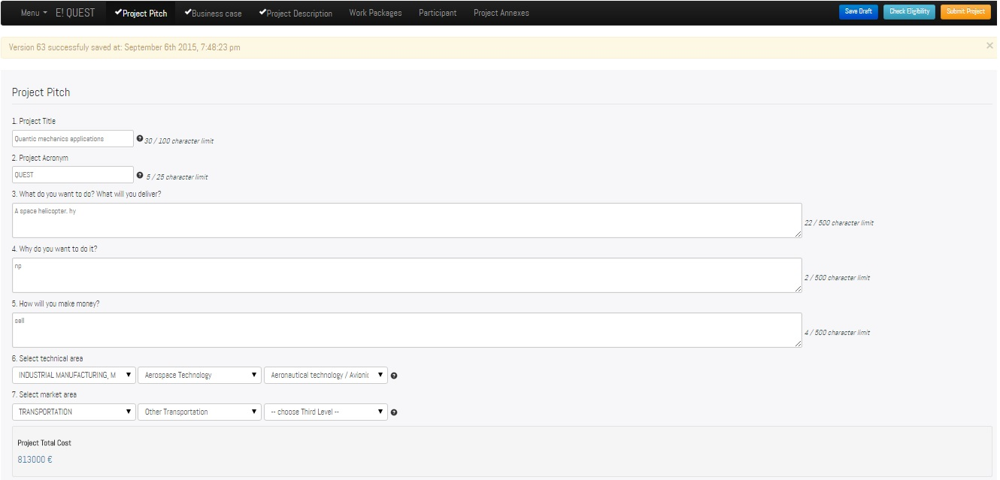 Menu E! QUEST Project Pitch Business case Project Description Work Packages Participant Project Annexes Save Draft Check Eligibility Submit Project
Version 63 successfuly saved at: September 6th 2015, 7:48:23 pm ×
Project Pitch
1. Project Title
Quantic mechanics applications 30 / 100 character limit
2. Project Acronym
QUEST 5 / 25 character limit
3. What do you want to do? What will you deliver?
A space helicopter. hy
22 / 500 character limit
4. Why do you want to do it?
np
2 / 500 character limit
5. How will you make money?
sell
4 / 500 character limit
6. Select technical area
INDUSTRIAL MANUFACTURING, M Aerospace Technology Aeronautical technology / Avionic
7. Select market area
TRANSPORTATION Other Transportation -- choose Third Level --
Project Total Cost
813000 €